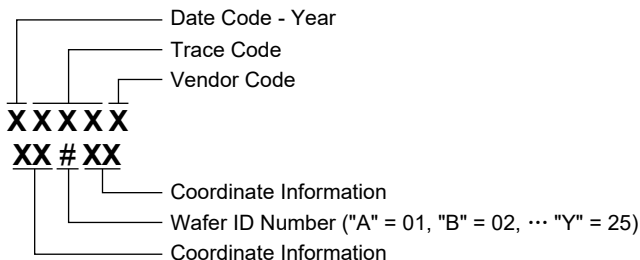 Date Code - Year
Trace Code
Vendor Code
X X X X X
XX # XX
Coordinate Information
Wafer ID Number ("A" = 01, "B" = 02, ··· "Y" = 25)
Coordinate Information